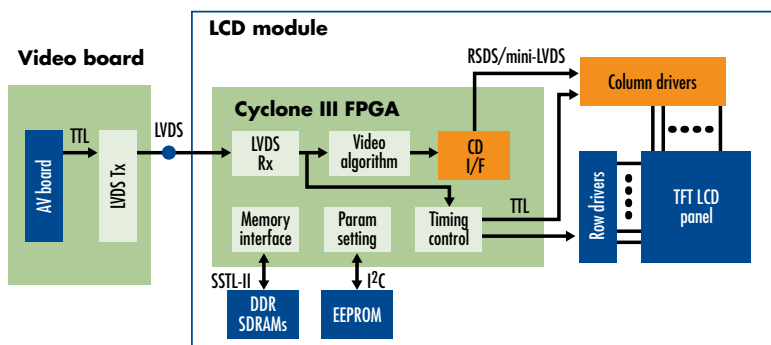 LCD module
Video board
RSDS/mini-LVDS
Column drivers
Cyclone III FPGA
TTL
LVDS
AV board
LVDS Tx
LVDS
Rx
Video
algorithm
CD
I/F
Row drivers
TFT LCD
panel
Memory
interface
Param
setting
Timing
control
TTL
SSTL-II
I²C
DDR
SDRAMs
EEPROM